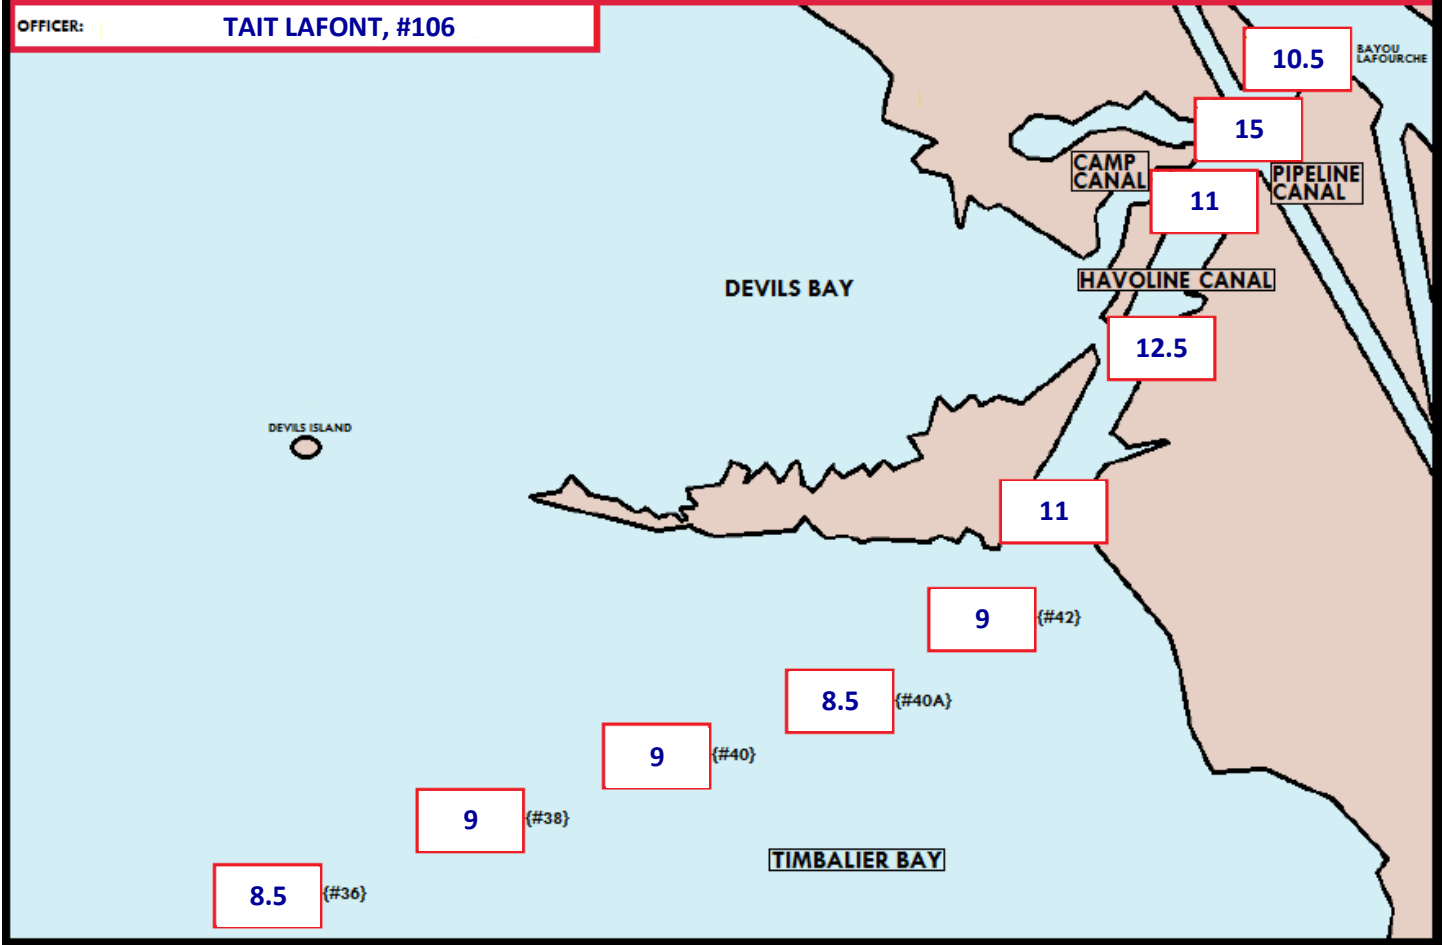 OFFICER: TAIT LAFONT, #106
10.5
BAYOU
LAFOURCHE
15
CAMP
CANAL
PIPELINE
CANAL
11
HAVOLINE CANAL
DEVILS BAY
12.5
DEVILS ISLAND
11
9 {#42}
8.5 {#40A}
9 {#40}
9 {#38}
TIMBALIER BAY
8.5 {#36}